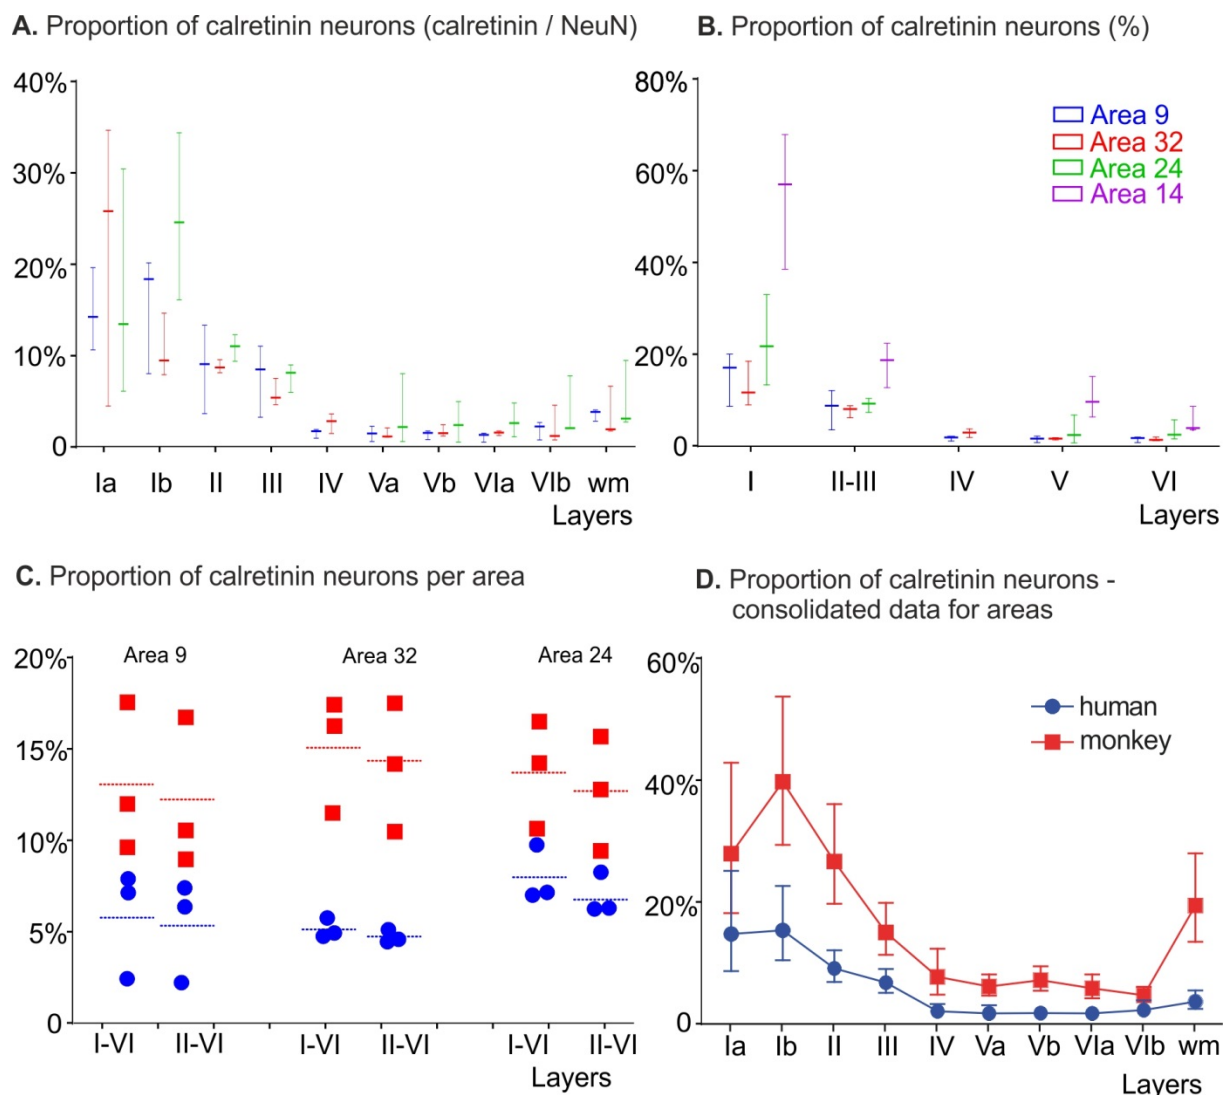 A. Proportion of calretinin neurons (calretinin / NeuN)
40%
30%
20%
10%
0
Ia Ib II III IV Va Vb VIa VIb wm
Layers
B. Proportion of calretinin neurons (%)
80%
60%
40%
20%
0
Area 9
Area 32
Area 24
Area 14
I II-III IV V VI
Layers
C. Proportion of calretinin neurons per area
20%
15%
10%
5%
0
Area 9 Area 32 Area 24
I-VI II-VI I-VI II-VI I-VI II-VI
Layers
D. Proportion of calretinin neurons -
consolidated data for areas
60%
40%
20%
0
human
monkey
Ia Ib II III IV Va Vb VIa VIb wm
Layers